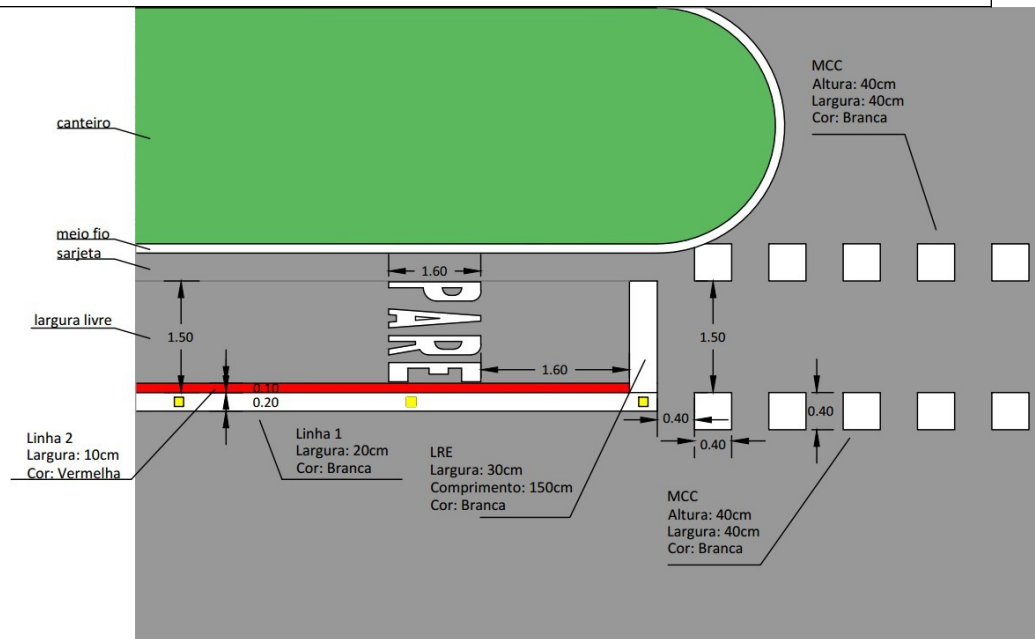 MCC
Altura: 40cm
Largura: 40cm
Cor: Branca
canteiro
meio fio
sarjeta
1.60
PARE
largura livre
1.50
1.50
1.60
0.10
0.20
0.40
0.40
0.40
Linha 2
Largura: 10cm
Cor: Vermelha
Linha 1
Largura: 20cm
Cor: Branca
LRE
Largura: 30cm
Comprimento: 150cm
Cor: Branca
MCC
Altura: 40cm
Largura: 40cm
Cor: Branca